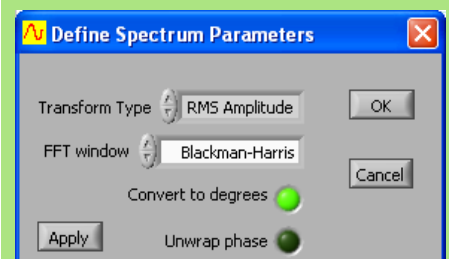 Define Spectrum Parameters
Transform Type RMS Amplitude OK
FFT window Blackman-Harris
Cancel
Convert to degrees
Apply Unwrap phase